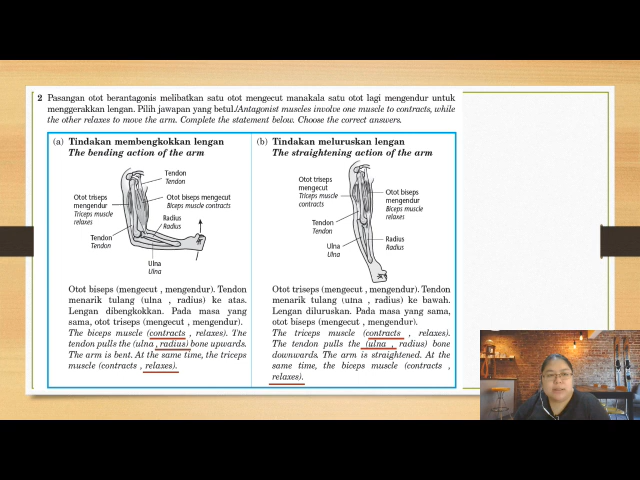 2 Pasangan otot berantagonis melibatkan satu otot mengecut manakala satu otot lagi mengendur untuk
menggerakkan lengan. Pilih jawapan yang betul./Antagonist muscles involve one muscle to contracts, while
the other relaxes to move the arm. Complete the statement below. Choose the correct answers.
(a) Tindakan membengkokkan lengan
The bending action of the arm
Tendon
Tendon
Otot triseps
mengendur
Triceps muscle
relaxes
Otot biseps mengecut
Biceps muscle contracts
Radius
Radius
Tendon
Tendon
Ulna
Ulna
Otot biseps (mengecut , mengendur). Tendon
menarik tulang (ulna , radius) ke atas.
Lengan dibengkokkan. Pada masa yang
sama, otot triseps (mengecut , mengendur).
The biceps muscle (contracts , relaxes). The
tendon pulls the (ulna , radius) bone upwards.
The arm is bent. At the same time, the triceps
muscle (contracts , relaxes).
(b) Tindakan meluruskan lengan
The straightening action of the arm
Otot triseps
mengecut
Triceps muscle
contracts
Otot biseps
mengendur
Biceps muscle
relaxes
Tendon
Tendon
Ulna
Ulna
Radius
Radius
Otot triseps (mengecut , mengendur). Tendon
menarik tulang (ulna , radius) ke bawah.
Lengan diluruskan. Pada masa yang sama,
otot biseps (mengecut , mengendur).
The triceps muscle (contracts , relaxes).
The tendon pulls the (ulna , radius) bone
downwards. The arm is straightened. At the
same time, the biceps muscle (contracts ,
relaxes).